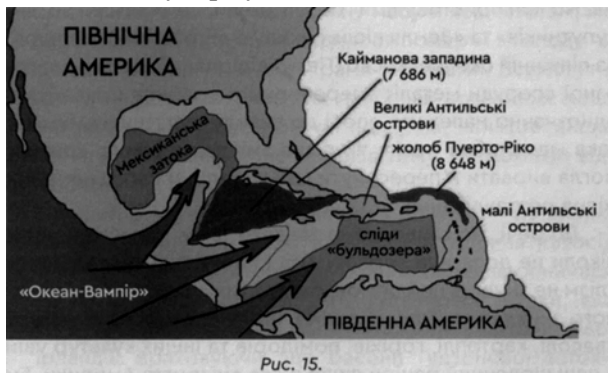 ПІВНІЧНА
АМЕРИКА
Кайманова западина
(7 686 м)
Великі Антильські
острови
жолоб Пуерто-Ріко
(8 648 м)
Мексиканська
затока
малі Антильські
острови
сліди
«бульдозера»
«Океан-Вампір»
ПІВДЕННА АМЕРИКА
Рис. 15.